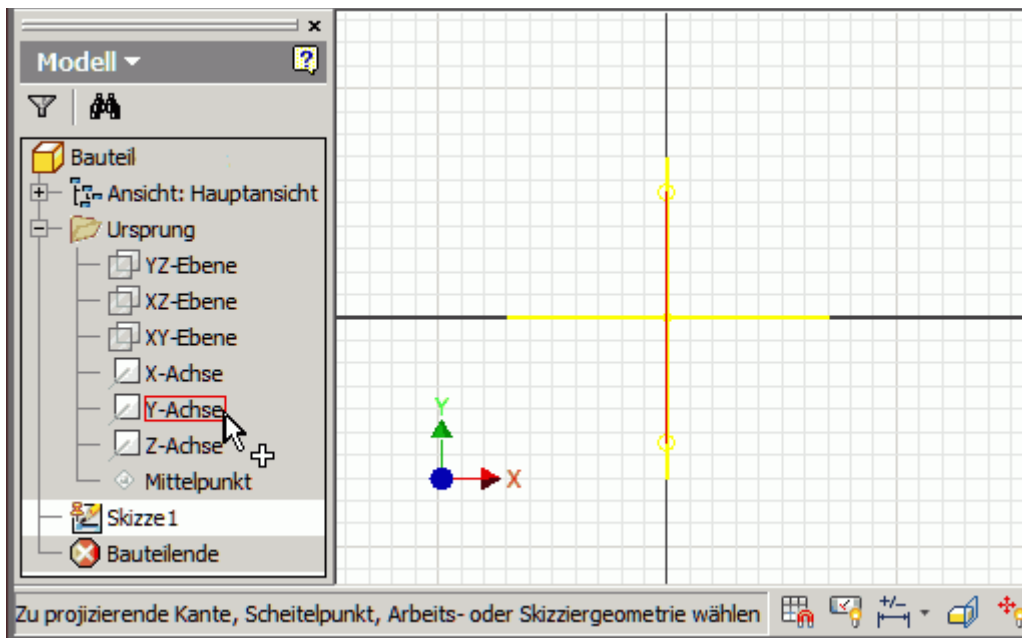 Modell
Bauteil
Ansicht: Hauptansicht
Ursprung
YZ-Ebene
XZ-Ebene
XY-Ebene
X-Achse
Y-Achse
Z-Achse
Mittelpunkt
Skizze1
Bauteilende
Y
X
Zu projizierende Kante, Scheitelpunkt, Arbeits- oder Skizziergeometrie wählen
+/-